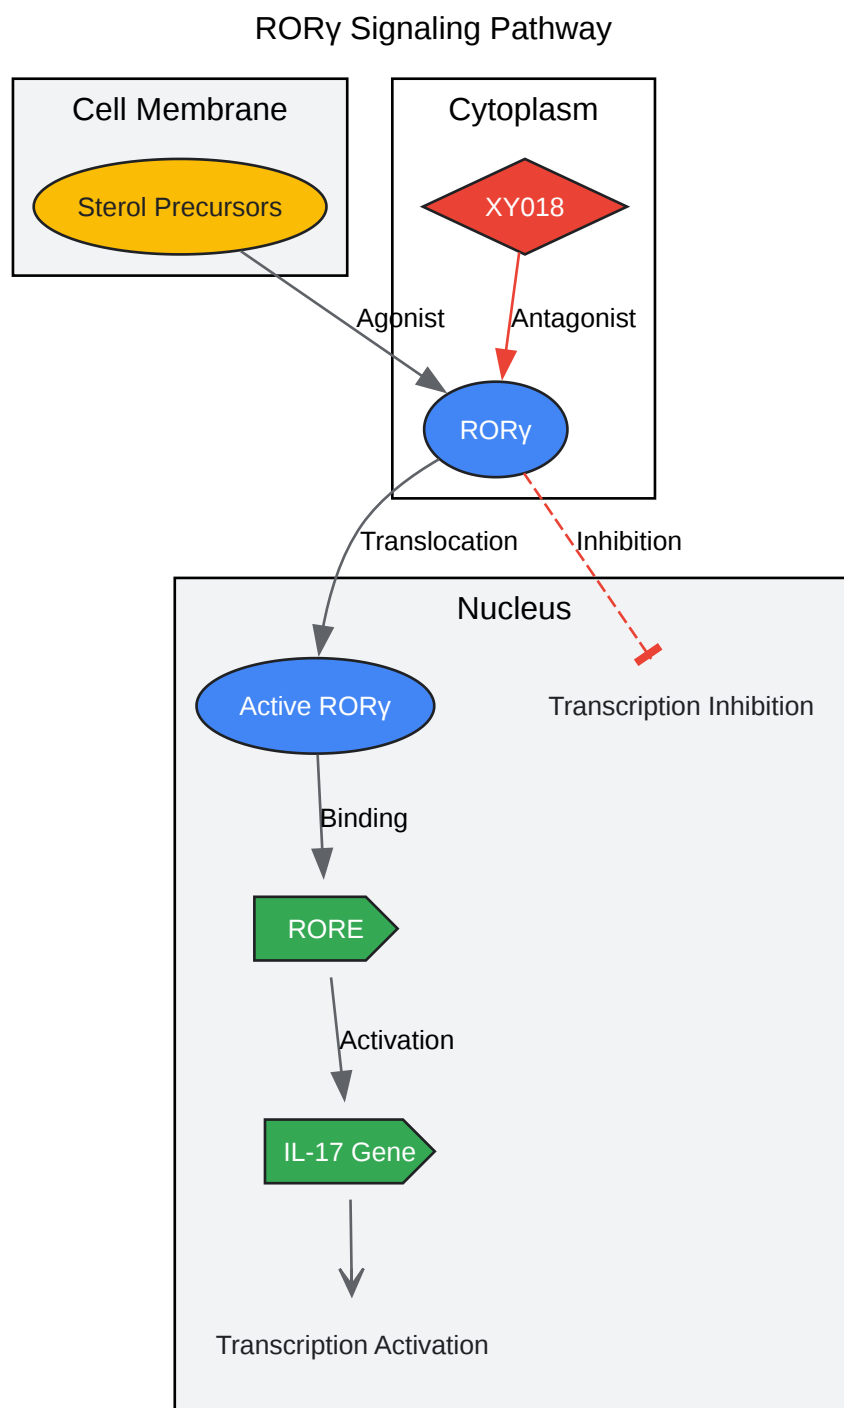 RORγ Signaling Pathway
Cell Membrane
Cytoplasm
Sterol Precursors
XY018
Agonist
Antagonist
RORγ
Translocation
Inhibition
Nucleus
Active RORγ
Transcription Inhibition
Binding
RORE
Activation
IL-17 Gene
Transcription Activation